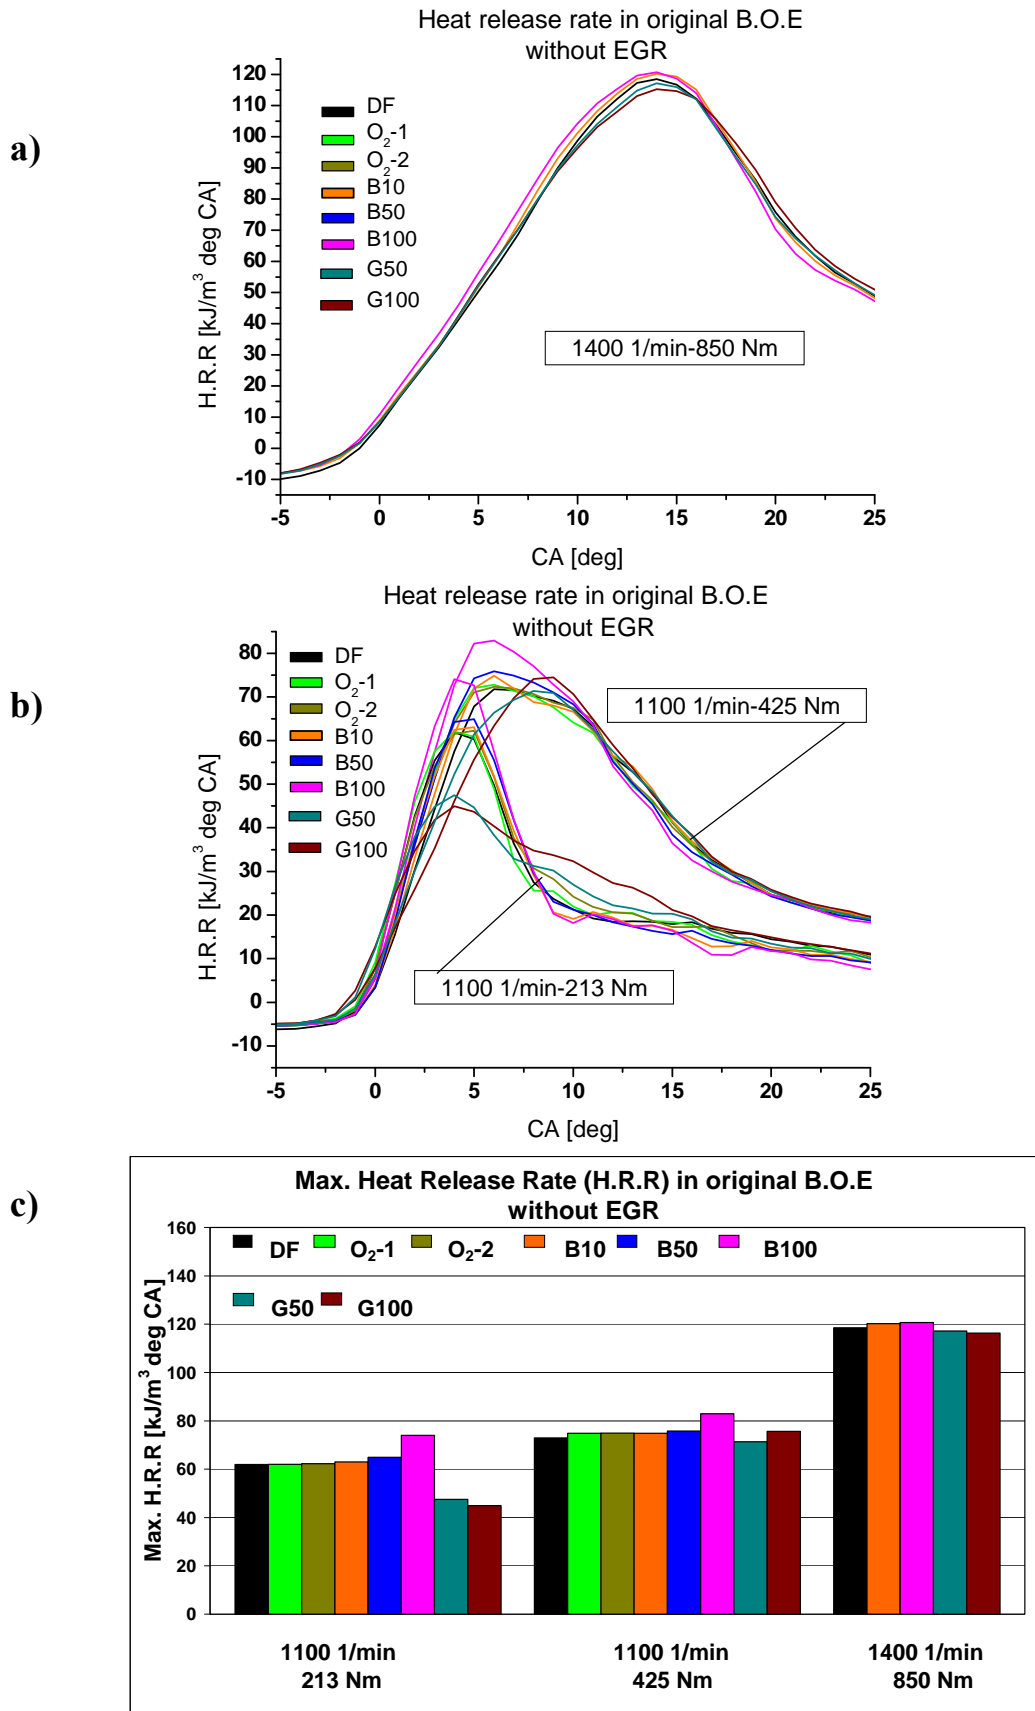 a)
Heat release rate in original B.O.E
without EGR
H.R.R [kJ/m³ deg CA]
120
110
100
90
80
70
60
50
40
30
20
10
0
-10
DF
O₂-1
O₂-2
B10
B50
B100
G50
G100
1400 1/min-850 Nm
-5 0 5 10 15 20 25
CA [deg]
b)
Heat release rate in original B.O.E
without EGR
H.R.R [kJ/m³ deg CA]
80
70
60
50
40
30
20
10
0
-10
DF
O₂-1
O₂-2
B10
B50
B100
G50
G100
1100 1/min-425 Nm
1100 1/min-213 Nm
-5 0 5 10 15 20 25
CA [deg]
c)
Max. Heat Release Rate (H.R.R) in original B.O.E
without EGR
Max. H.R.R [kJ/m³ deg CA]
160
140
120
100
80
60
40
20
0
DF O₂-1 O₂-2 B10 B50 B100
G50 G100
1100 1/min 1100 1/min 1400 1/min
213 Nm 425 Nm 850 Nm